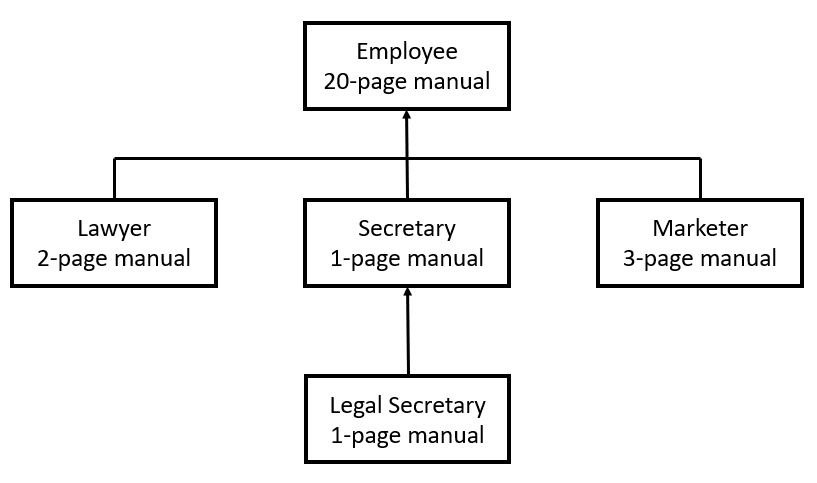 Employee
20-page manual
Lawyer
2-page manual
Secretary
1-page manual
Marketer
3-page manual
Legal Secretary
1-page manual